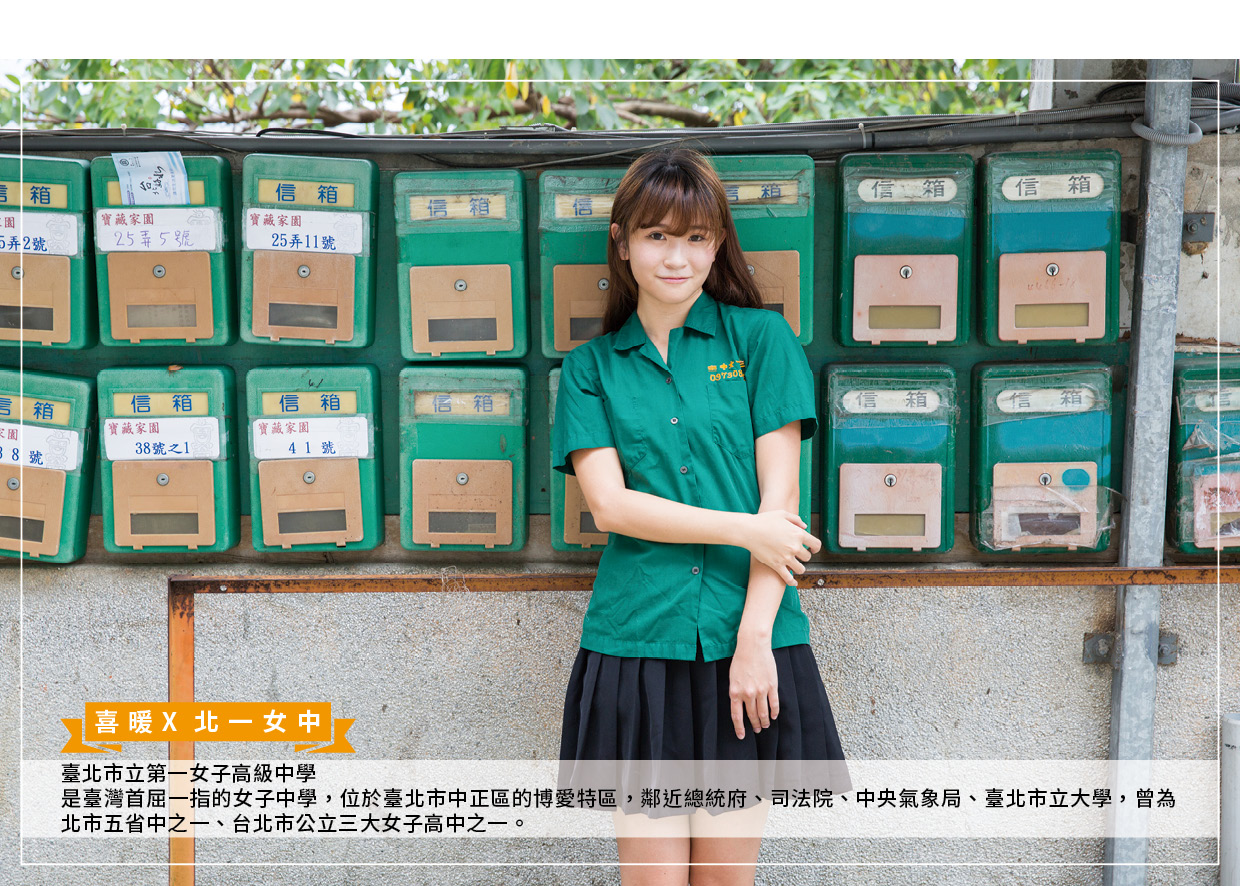 信箱
信箱
信箱
信箱
信箱
信箱
信箱
園
寶藏家園
寶藏家園
5弄2號
25弄5號
25弄11號
信箱
信箱
信箱
信箱
信箱
信箱
家園
寶藏家園
寶藏家園
38號
38號之1
41號
喜暖X 北一女中
臺北市立第一女子高級中學
是臺灣首屈一指的女子中學，位於臺北市中正區的博愛特區，鄰近總統府、司法院、中央氣象局、臺北市立大學，曾為
北市五省中之一、台北市公立三大女子高中之一。